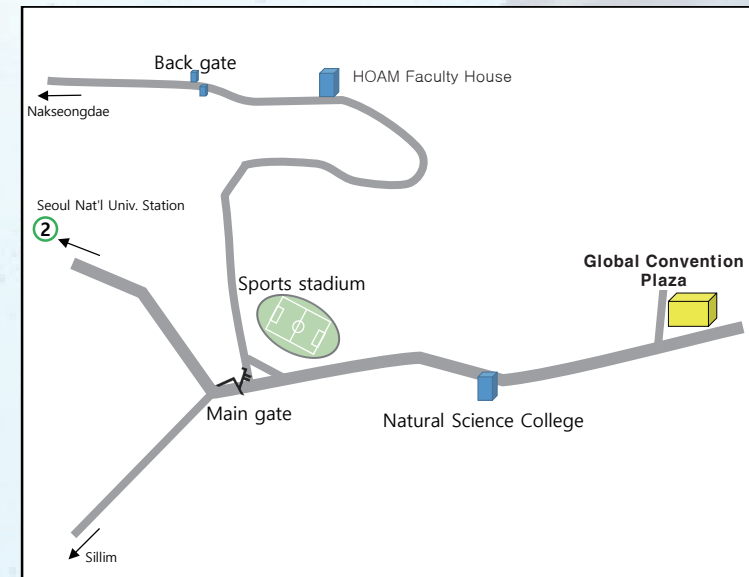 Back gate
HOAM Faculty House
Nakseongdae
Seoul Nat'l Univ. Station
2
Global Convention
Plaza
Sports stadium
Main gate
Natural Science College
Sillim